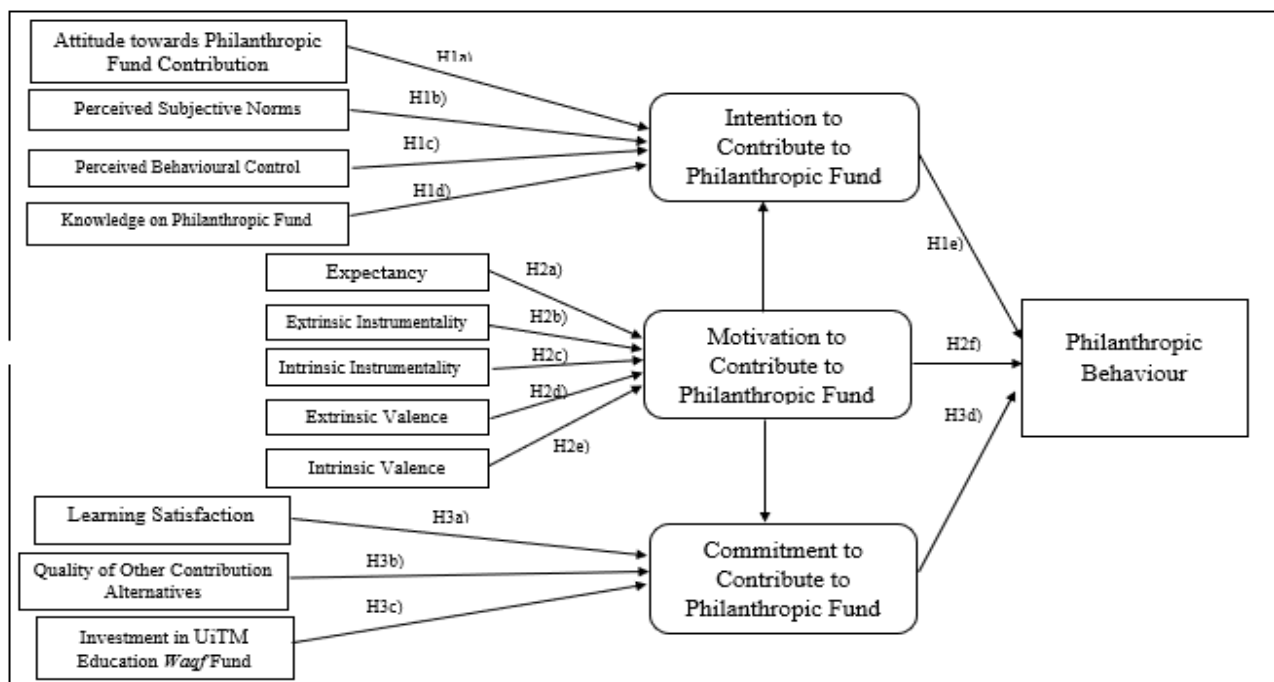 Attitude towards Philanthropic
Fund Contribution
H1a)
Perceived Subjective Norms
H1b)
Perceived Behavioural Control
H1c)
Knowledge on Philanthropic Fund
H1d)
Intention to
Contribute to
Philanthropic Fund
H1e)
Expectancy
H2a)
Extrinsic Instrumentality
H2b)
Intrinsic Instrumentality
H2c)
Extrinsic Valence
H2d)
Intrinsic Valence
H2e)
Motivation to
Contribute to
Philanthropic Fund
H2f)
Philanthropic
Behaviour
Learning Satisfaction
H3a)
Quality of Other Contribution
Alternatives
H3b)
Investment in UiTM
Education Waqf Fund
H3c)
Commitment to
Contribute to
Philanthropic Fund
H3d)